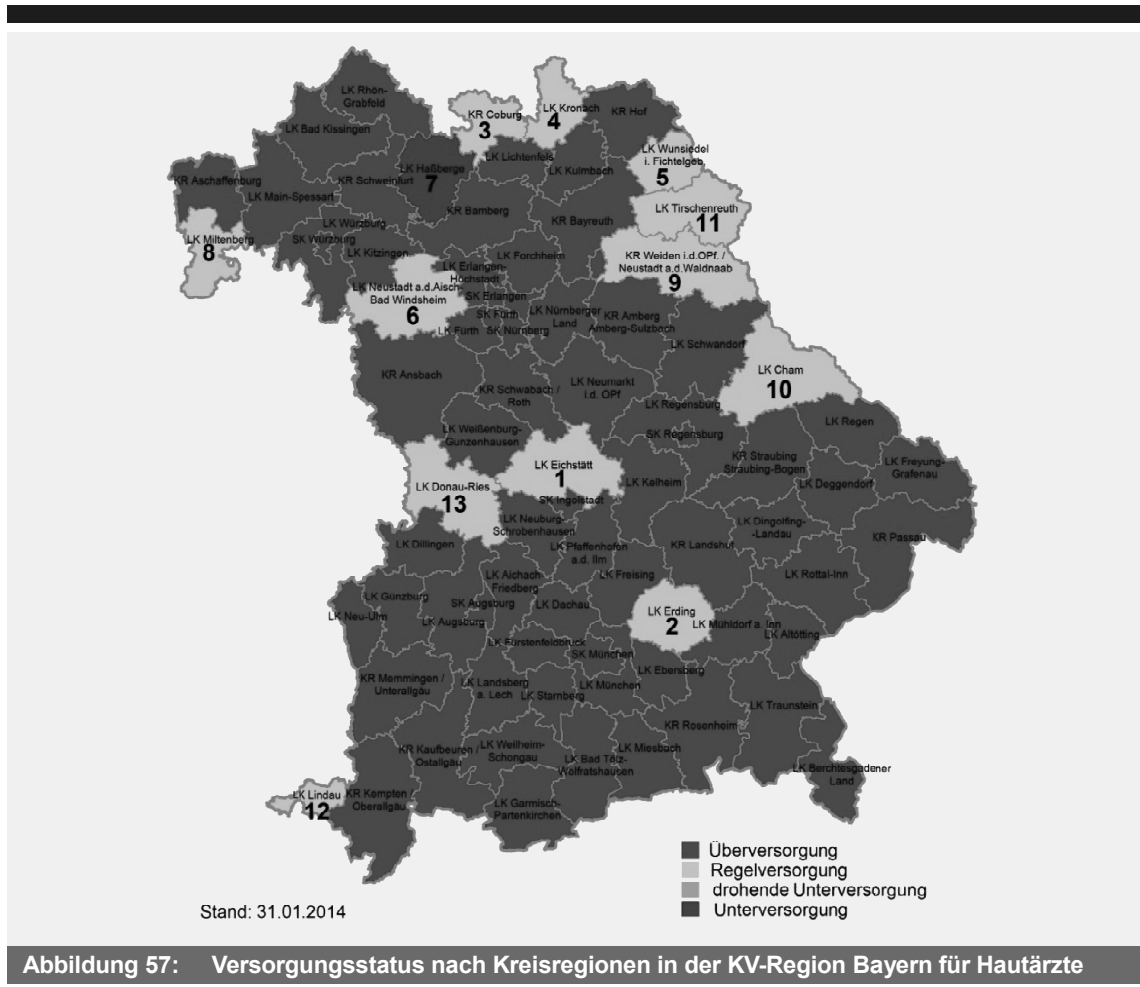 LK Rhön-
Grabfeld
LK Bad Kissingen
KR Coburg
3
LK Kronach
4
KR Hof
LK Lichtenfels
LK Kulmbach
LK Wunsiedel
i. Fichtelgeb.
5
KR Aschaffenburg
LK Main-Spessart
KR Schweinfurt
LK Haßberge
7
KR Bamberg
KR Bayreuth
LK Tirschenreuth
11
LK Miltenberg
8
LK Würzburg
SK Würzburg
LK Kitzingen
LK Erlangen-
Höchstadt
LK Forchheim
KR Weiden i.d.OPf. /
Neustadt a.d.Waldnaab
9
LK Neustadt a.d.Aisch-
Bad Windsheim
6
SK Erlangen
SK Fürth
LK Fürth
SK Nürnberg
LK Nürnberger
Land
KR Amberg
Amberg-Sulzbach
LK Schwandorf
LK Cham
10
KR Ansbach
KR Schwabach /
Roth
LK Neumarkt
i.d. OPf
LK Regensburg
SK Regensburg
LK Regen
LK Weißenburg-
Gunzenhausen
LK Eichstätt
1
LK Kelheim
KR Straubing
Straubing-Bogen
LK Deggendorf
LK Freyung-
Grafenau
LK Donau-Ries
13
SK Ingolstadt
LK Neuburg-
Schrobenhausen
LK Pfaffenhofen
a.d. Ilm
KR Landshut
LK Dingolfing-
-Landau
KR Passau
LK Dillingen
LK Aichach-
Friedberg
LK Freising
LK Rottal-Inn
LK Günzburg
LK Neu-Ulm
SK Augsburg
LK Augsburg
LK Dachau
LK Erding
2
LK Mühldorf a. Inn
LK Altötting
LK Fürstenfeldbruck
SK München
LK München
LK Ebersberg
KR Memmingen /
Unterallgäu
LK Landsberg
a. Lech
LK Starnberg
LK Traunstein
KR Rosenheim
KR Kaufbeuren /
Ostallgäu
LK Weilheim-
Schongau
LK Bad Tölz-
Wolfratshausen
LK Miesbach
LK Berchtesgadener
Land
LK Lindau
12
KR Kempten /
Oberallgäu
LK Garmisch-
Partenkirchen
Überversorgung
Regelversorgung
drohende Unterversorgung
Unterversorgung
Stand: 31.01.2014
Abbildung 57: Versorgungsstatus nach Kreisregionen in der KV-Region Bayern für Hautärzte